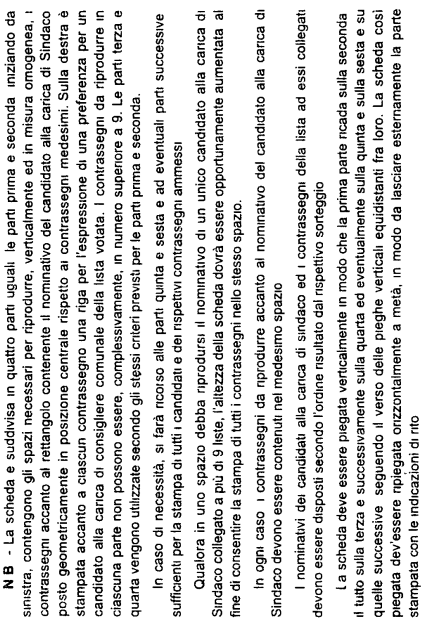 N B - La scheda e suddivisa in quattro parti uguali le parti prima e seconda iniziando da
sinistra, contengono gli spazi necessari per riprodurre, verticalmente ed in misura omogenea, i
contrassegni accanto al rettangolo contenente il nominativo del candidato alla carica di Sindaco
posto geometricamente in posizione centrale rispetto ai contrassegni medesimi. Sulla destra è
stampata accanto a ciascun contrassegno una riga per l'espressione di una preferenza per un
candidato alla carica di consigliere comunale della lista votata. I contrassegni da riprodurre in
ciascuna parte non possono essere, complessivamente, in numero superiore a 9. Le parti terza e
quarta vengono utilizzate secondo gli stessi criteri previsti per le parti prima e seconda.
In caso di necessità, si farà ricorso alle parti quinta e sesta e ad eventuali parti successive
sufficienti per la stampa di tutti i candidati e dei rispettivi contrassegni ammessi
Qualora in uno spazio debba riprodursi il nominativo di un unico candidato alla carica di
Sindaco collegato a più di 9 liste, l'altezza della scheda dovrà essere opportunamente aumentata al
fine di consentire la stampa di tutti i contrassegni nello stesso spazio.
In ogni caso i contrassegni da riprodurre accanto al nominativo del candidato alla carica di
Sindaco devono essere contenuti nel medesimo spazio
I nominativi dei candidati alla carica di sindaco ed i contrassegni della lista ad essi collegati
devono essere disposti secondo l'ordine risultato dal rispettivo sorteggio
La scheda deve essere piegata verticalmente in modo che la prima parte ricada sulla seconda
il tutto sulla terza e successivamente sulla quarta ed eventualmente sulla quinta e sulla sesta e su
quelle successive seguendo il verso delle pieghe verticali equidistanti fra loro. La scheda così
piegata dev'essere ripiegata orizzontalmente a metà, in modo da lasciare esternamente la parte
stampata con le indicazioni di rito